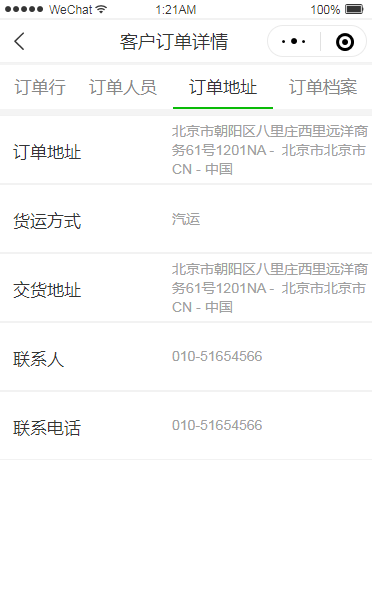 WeChat 1:21AM 100%
客户订单详情
订单行 订单人员 订单地址 订单档案
订单地址
北京市朝阳区八里庄西里远洋商
务61号1201NA - 北京市北京市
CN - 中国
货运方式
汽运
交货地址
北京市朝阳区八里庄西里远洋商
务61号1201NA - 北京市北京市
CN - 中国
联系人
010-51654566
联系电话
010-51654566